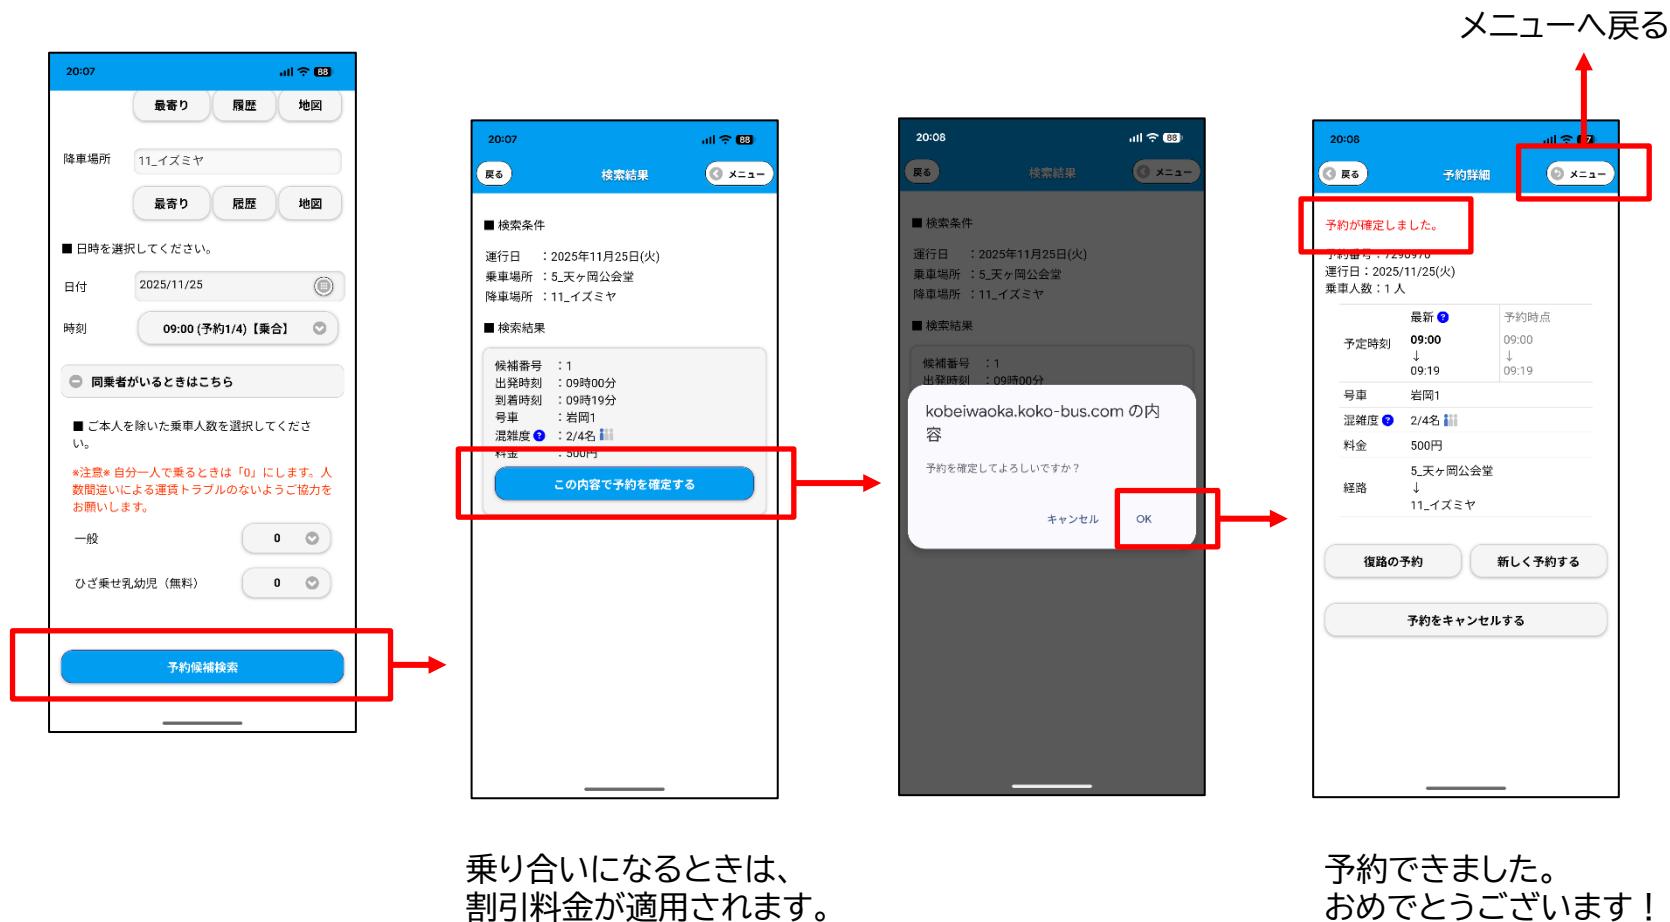 メニューへ戻る
20:07
88
最寄り
履歴
地図
降車場所
11_イズミヤ
最寄り
履歴
地図
■ 日時を選択してください。
日付
2025/11/25
時刻
09:00 (予約1/4)【乗合】
同乗者がいるときはこちら
■ ご本人を除いた乗車人数を選択してくださ
い。
※注意※ 自分一人で乗るときは「0」にします。人
数間違いによる運賃トラブルのないようご協力を
お願いします。
一般
0
ひざ乗せ乳幼児（無料）
0
予約候補検索
20:07
88
戻る
検索結果
メニュー
■ 検索条件
運行日 ：2025年11月25日(火)
乗車場所 ：5_天ヶ岡公会堂
降車場所 ：11_イズミヤ
■ 検索結果
候補番号 ：1
出発時刻 ：09時00分
到着時刻 ：09時19分
号車 ：岩岡1
混雑度 ? ：2/4名
料金 ：500円
この内容で予約を確定する
乗り合いになるときは、
割引料金が適用されます。
20:08
88
戻る
検索結果
メニュー
■ 検索条件
運行日 ：2025年11月25日(火)
乗車場所 ：5_天ヶ岡公会堂
降車場所 ：11_イズミヤ
■ 検索結果
候補番号 ：1
出発時刻 ：09時00分
kobeiwaoka.koko-bus.com の内
容
予約を確定してよろしいですか？
キャンセル
OK
20:08
戻る
予約詳細
メニュー
予約が確定しました。
予約番号：7290970
運行日：2025/11/25(火)
乗車人数：1 人
最新 ?
予約時点
予定時刻
09:00
↓
09:19
09:00
↓
09:19
号車
岩岡1
混雑度 ?
2/4名
料金
500円
経路
5_天ヶ岡公会堂
↓
11_イズミヤ
復路の予約
新しく予約する
予約をキャンセルする
予約できました。
おめでとうございます！